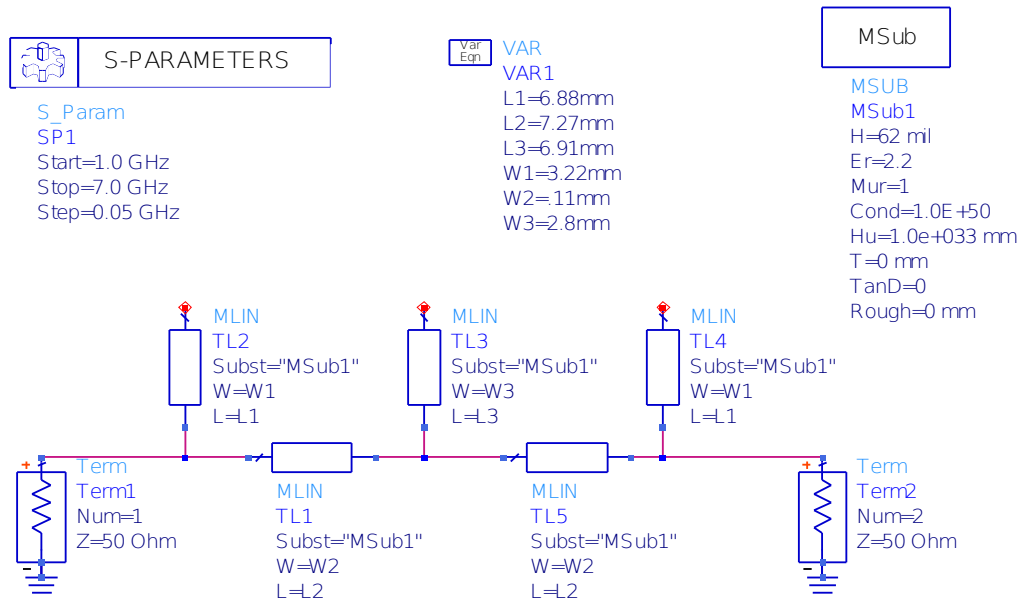 S-PARAMETERS
S_Param
SP1
Start=1.0 GHz
Stop=7.0 GHz
Step=0.05 GHz
Var
Eqn
VAR
VAR1
L1=6.88mm
L2=7.27mm
L3=6.91mm
W1=3.22mm
W2=.11mm
W3=2.8mm
MSub
MSUB
MSub1
H=62 mil
Er=2.2
Mur=1
Cond=1.0E+50
Hu=1.0e+033 mm
T=0 mm
TanD=0
Rough=0 mm
MLIN
TL2
Subst="MSub1"
W=W1
L=L1
MLIN
TL3
Subst="MSub1"
W=W3
L=L3
MLIN
TL4
Subst="MSub1"
W=W1
L=L1
+
Term
Term1
Num=1
Z=50 Ohm
-
MLIN
TL1
Subst="MSub1"
W=W2
L=L2
MLIN
TL5
Subst="MSub1"
W=W2
L=L2
+
Term
Term2
Num=2
Z=50 Ohm
-